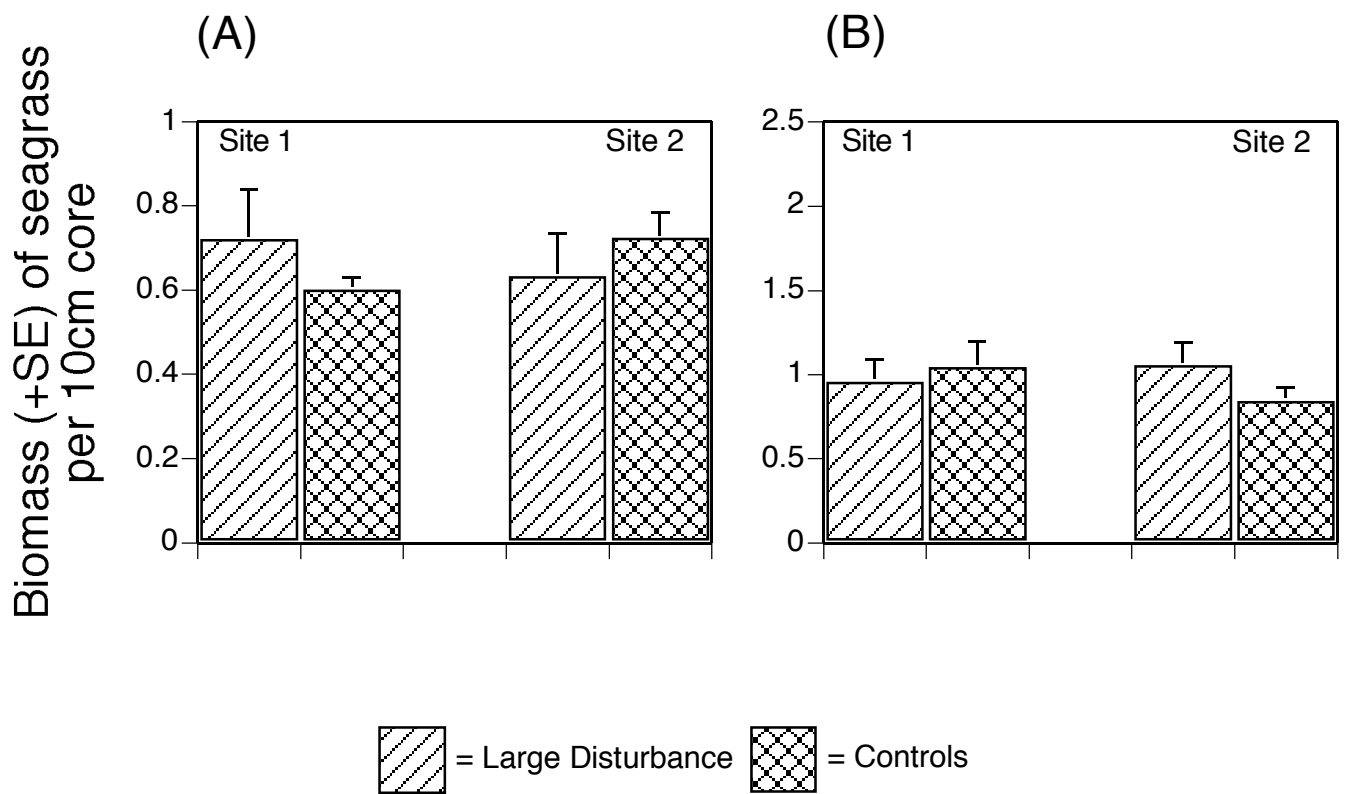 (A)
(B)
Biomass (+SE) of seagrass
per 10cm core
Site 1
Site 2
1
0.8
0.6
0.4
0.2
0
Site 1
Site 2
2.5
2
1.5
1
0.5
0
= Large Disturbance
= Controls